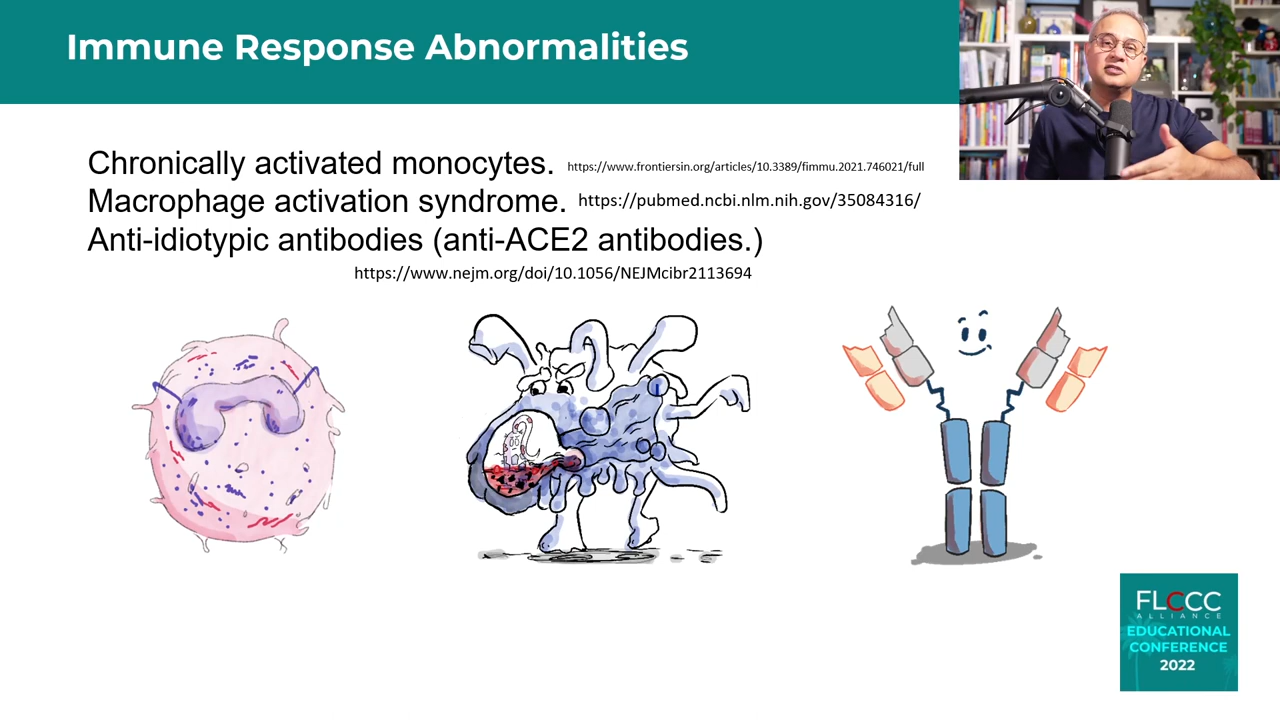 Immune Response Abnormalities
Chronically activated monocytes. https://www.frontiersin.org/articles/10.3389/fimmu.2021.746021/full
Macrophage activation syndrome. https://pubmed.ncbi.nlm.nih.gov/35084316/
Anti-idiotypic antibodies (anti-ACE2 antibodies.)
https://www.nejm.org/doi/10.1056/NEJMcibr2113694
FLCCC
ALLIANCE
EDUCATIONAL
CONFERENCE
2022